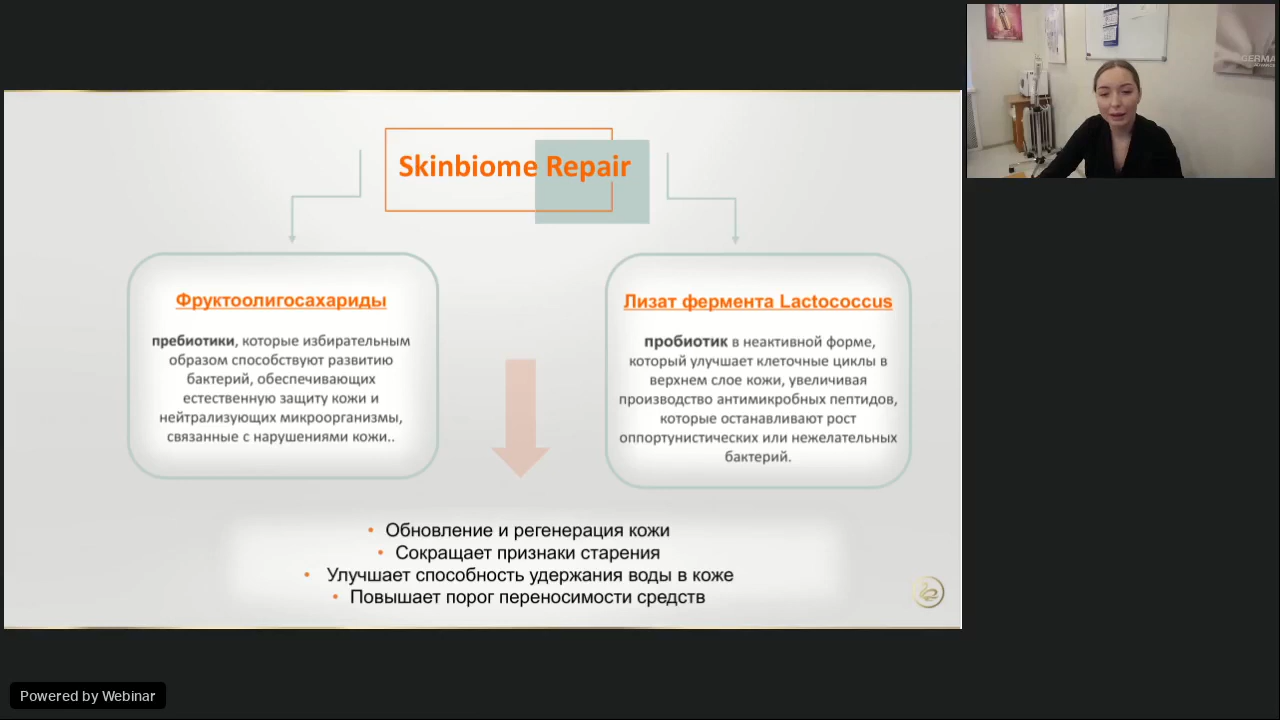 Skinbiome Repair
Фруктоолигосахариды
пребиотики, которые избирательным
образом способствуют развитию
бактерий, обеспечивающих
естественную защиту кожи и
нейтрализующих микроорганизмы,
связанные с нарушениями кожи..
Лизат фермента Lactococcus
пробиотик в неактивной форме,
который улучшает клеточные циклы в
верхнем слое кожи, увеличивая
производство антимикробных пептидов,
которые останавливают рост
оппортунистических или нежелательных
бактерий.
• Обновление и регенерация кожи
• Сокращает признаки старения
• Улучшает способность удержания воды в коже
• Повышает порог переносимости средств
Powered by Webinar